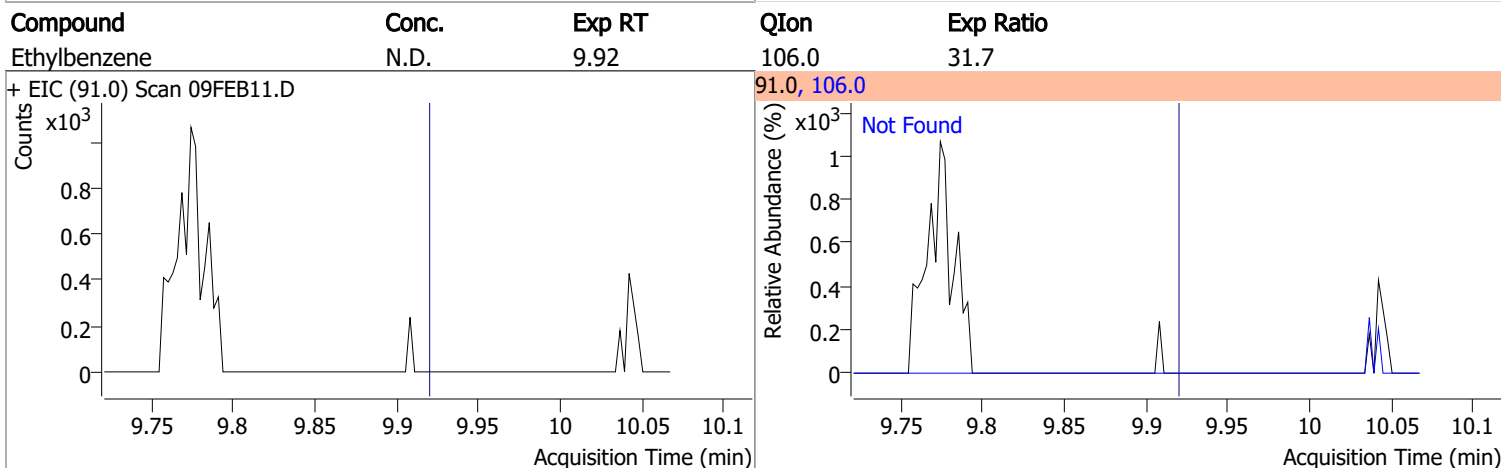 Compound Conc. Exp RT QIon Exp Ratio
Ethylbenzene N.D. 9.92 106.0 31.7
+ EIC (91.0) Scan 09FEB11.D
Counts
x10³
0.8
0.6
0.4
0.2
0
9.75 9.8 9.85 9.9 9.95 10 10.05 10.1
Acquisition Time (min)
91.0, 106.0
Relative Abundance (%)
x10³
Not Found
1
0.8
0.6
0.4
0.2
0
9.75 9.8 9.85 9.9 9.95 10 10.05 10.1
Acquisition Time (min)